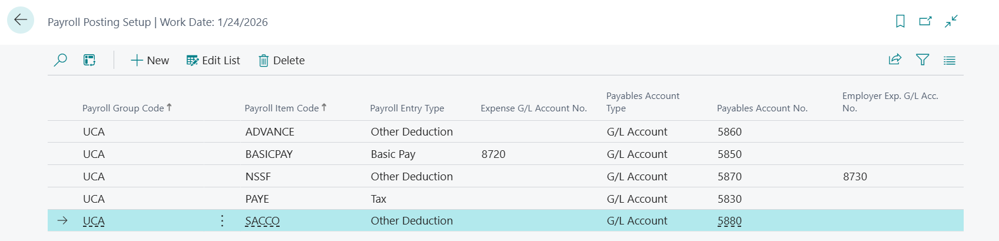 Payroll Posting Setup | Work Date: 1/24/2026
New Edit List Delete
Payroll Group Code Payroll Item Code Payroll Entry Type Expense G/L Account No. Payables Account Type Payables Account No. Employer Exp. G/L Acc. No.
UCA ADVANCE Other Deduction G/L Account 5860
UCA BASICPAY Basic Pay 8720 G/L Account 5850
UCA NSSF Other Deduction G/L Account 5870 8730
UCA PAYE Tax G/L Account 5830
UCA SACCO Other Deduction G/L Account 5880